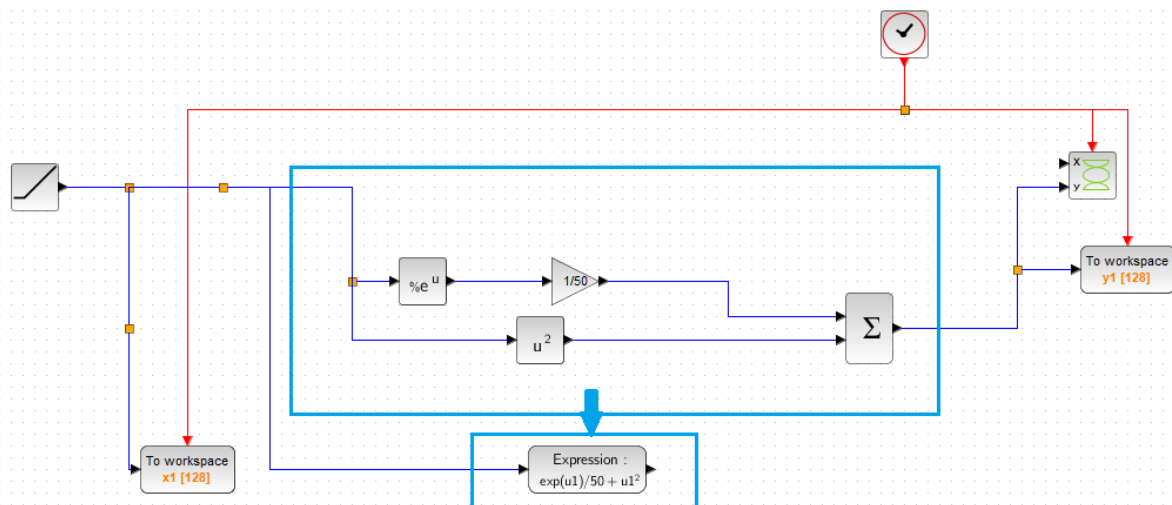 x
y
To workspace
y1 [128]
%e u
1/50
u 2
Σ
To workspace
x1 [128]
Expression :
exp(u1)/50 + u1²